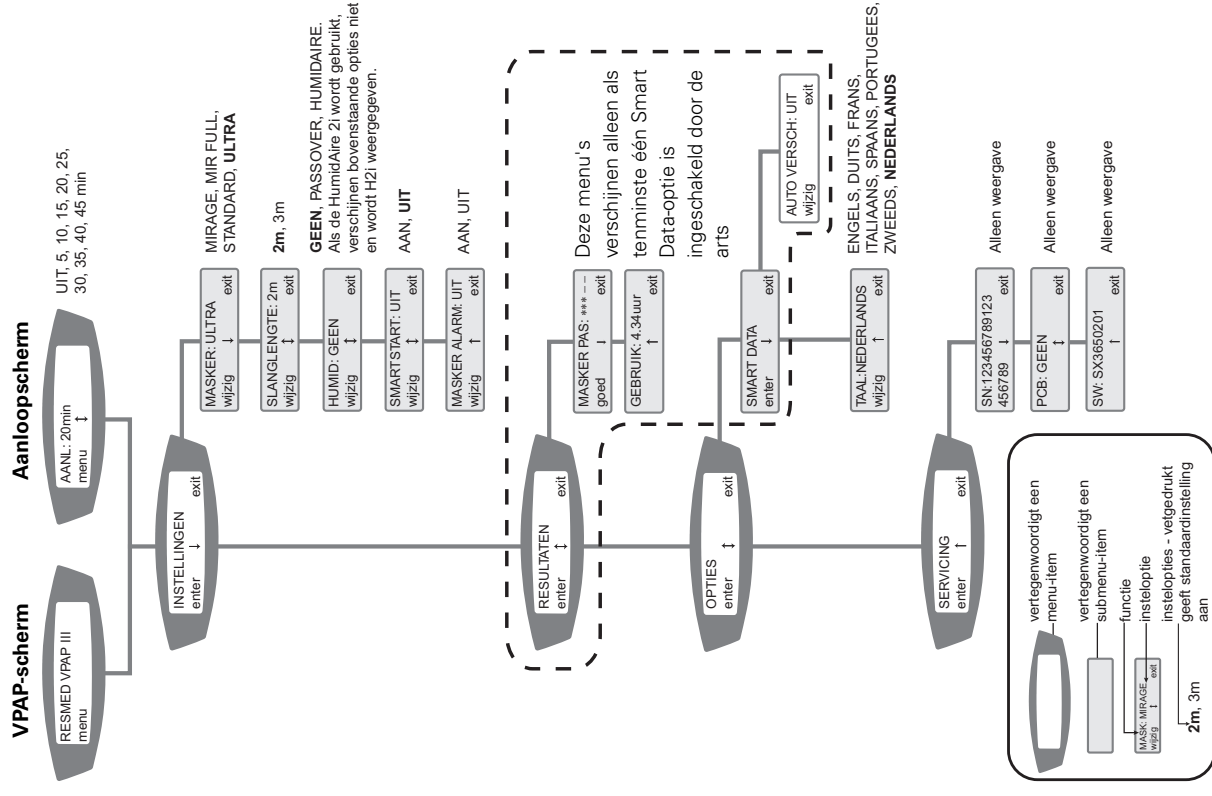 VPAP-scherm
Aanloopscherm
RESMED VPAP III
menu
AANL: 20min
menu ↕
UIT, 5, 10, 15, 20, 25,
30, 35, 40, 45 min
INSTELLINGEN
enter ↓ exit
MASKER: ULTRA
wijzig ↓ exit
MIRAGE, MIR FULL,
STANDARD, ULTRA
SLANGLENGTE: 2m
wijzig ↕ exit
2m, 3m
HUMID: GEEN
wijzig ↕ exit
GEEN, PASSOVER, HUMIDAIRE.
Als de HumidAire 2i wordt gebruikt,
verschijnen bovenstaande opties niet
en wordt H2i weergegeven.
SMARTSTART: UIT
wijzig ↕ exit
AAN, UIT
MASKER ALARM: UIT
wijzig ↑ exit
AAN, UIT
RESULTATEN
enter ↕ exit
MASKER PAS: *** – –
goed ↓ exit
GEBRUIK: 4.34uur
↑ exit
Deze menu's
verschijnen alleen als
tenminste één Smart
Data-optie is
ingeschakeld door de
arts
OPTIES
enter ↕ exit
SMART DATA
enter ↓ exit
AUTO VERSCH: UIT
wijzig exit
TAAL:NEDERLANDS
wijzig ↑ exit
ENGELS, DUITS, FRANS,
ITALIAANS, SPAANS, PORTUGEES,
ZWEEDS, NEDERLANDS
SERVICING
enter ↑ exit
SN:1234567891​23
456789 ↓ exit
Alleen weergave
PCB: GEEN
↕ exit
Alleen weergave
SW: SX3650201
↑ exit
Alleen weergave
vertegenwoordigt een
menu-item
vertegenwoordigt een
submenu-item
functie
insteloptie
MASK: MIRAGE
wijzig ↕ exit
instelopties - vetgedrukt
geeft standaardinstelling
aan
2m, 3m